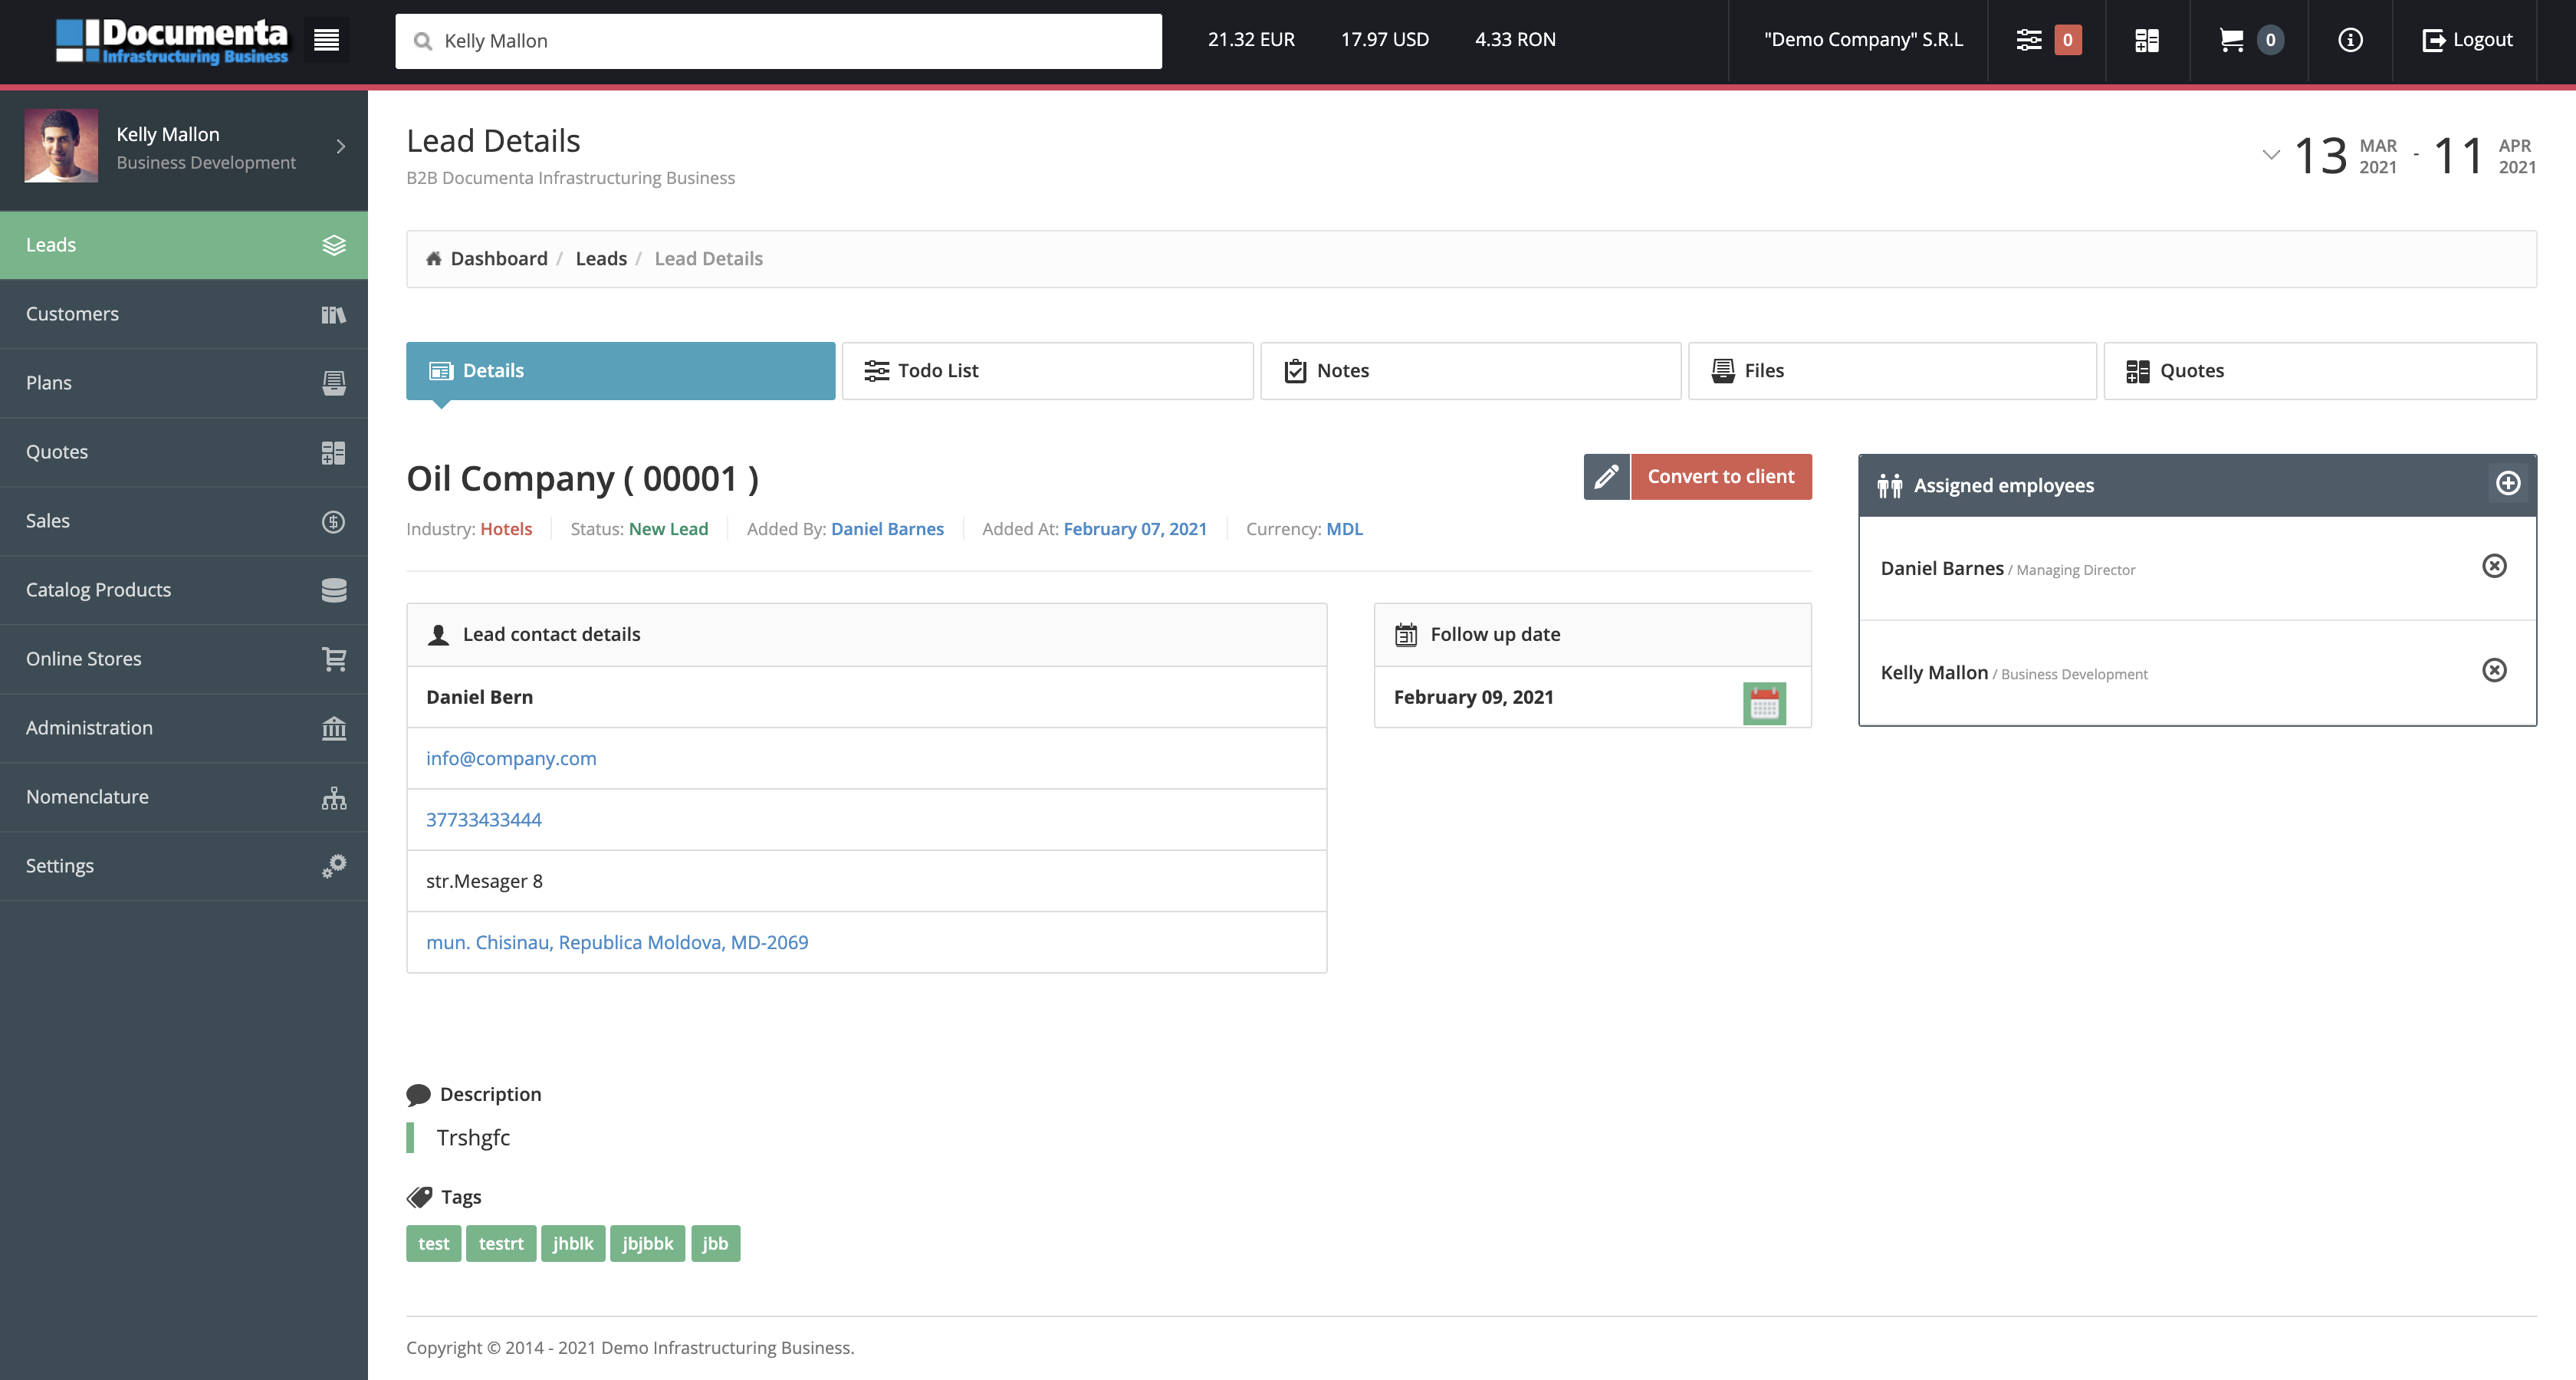 Documenta
Infrastructuring Business
Kelly Mallon
21.32 EUR
17.97 USD
4.33 RON
"Demo Company" S.R.L
0
0
Logout
Kelly Mallon
Business Development
Leads
Customers
Plans
Quotes
Sales
Catalog Products
Online Stores
Administration
Nomenclature
Settings
Lead Details
B2B Documenta Infrastructuring Business
13 MAR 2021 - 11 APR 2021
Dashboard / Leads / Lead Details
Details
Todo List
Notes
Files
Quotes
Oil Company ( 00001 )
Convert to client
Industry: Hotels
Status: New Lead
Added By: Daniel Barnes
Added At: February 07, 2021
Currency: MDL
Lead contact details
Daniel Bern
info@company.com
37733433444
str.Mesager 8
mun. Chisinau, Republica Moldova, MD-2069
31
Follow up date
February 09, 2021
Assigned employees
Daniel Barnes / Managing Director
Kelly Mallon / Business Development
Description
Trshgfc
Tags
test
testrt
jhblk
jbjbbk
jbb
Copyright © 2014 - 2021 Demo Infrastructuring Business.